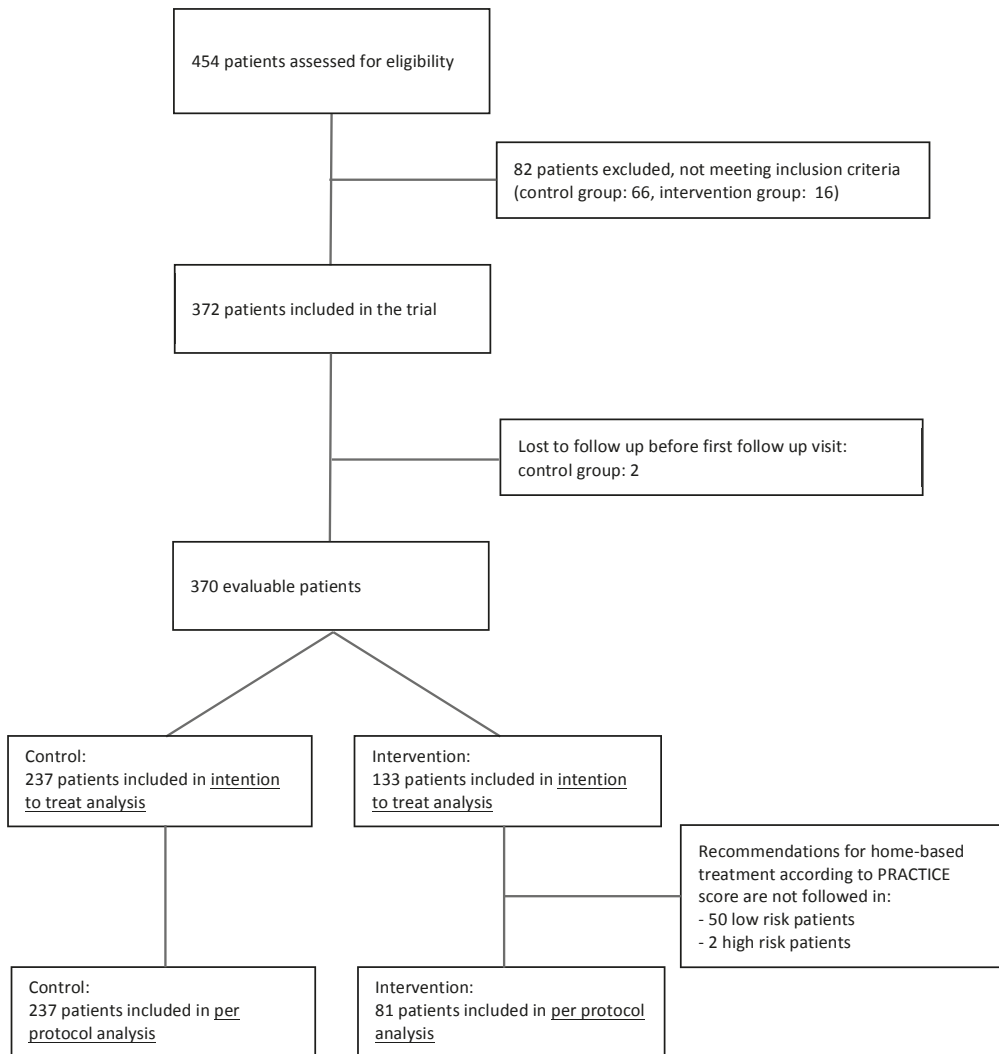 454 patients assessed for eligibility
82 patients excluded, not meeting inclusion criteria
(control group: 66, intervention group:  16)
372 patients included in the trial
Lost to follow up before first follow up visit:
control group: 2
370 evaluable patients
Control:
237 patients included in intention
to treat analysis
Intervention:
133 patients included in intention
to treat analysis
Recommendations for home-based
treatment according to PRACTICE
score are not followed in:
- 50 low risk patients
- 2 high risk patients
Control:
237 patients included in per
protocol analysis
Intervention:
81 patients included in per protocol
analysis